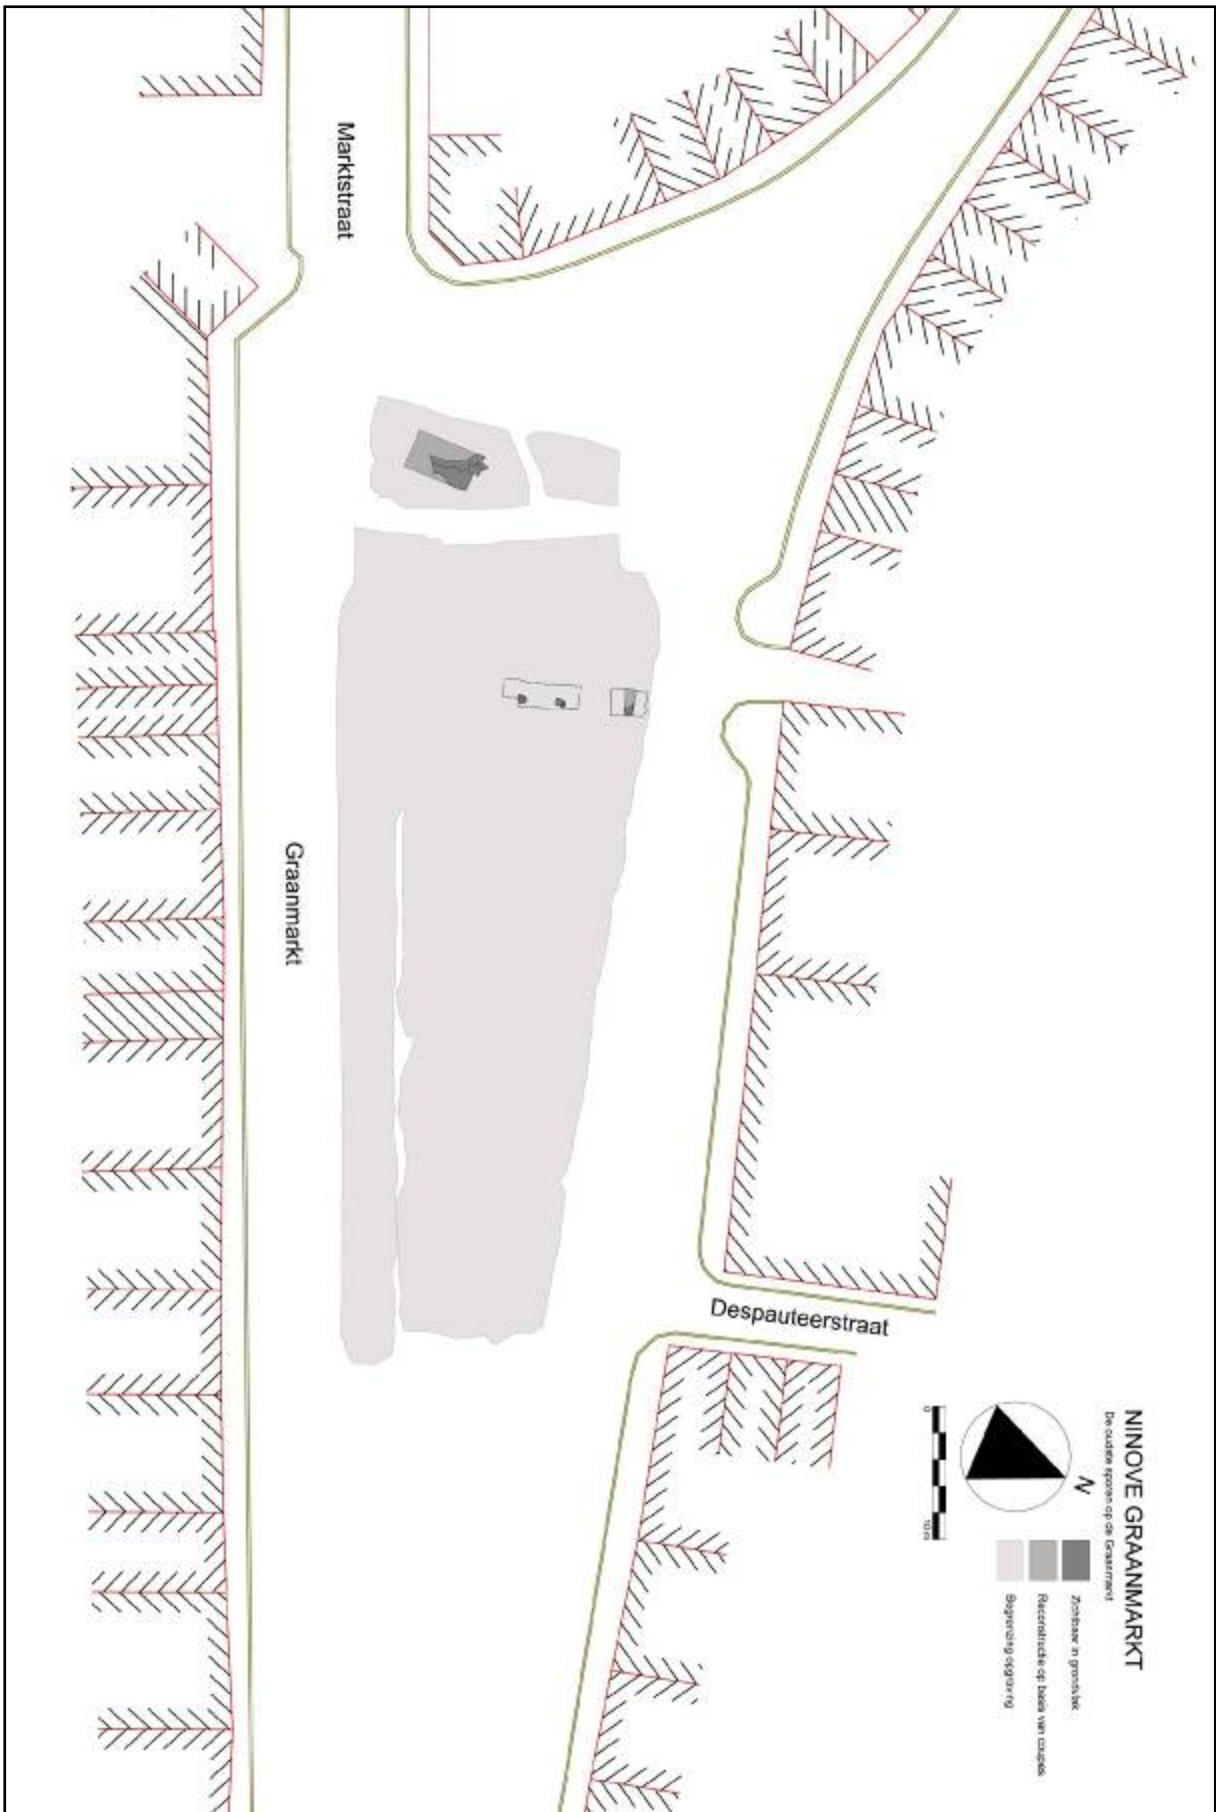 NINOVE GRAANMARKT
De oudste sporen op de Graanmarkt
Zichtbaar in grondvlak
Reconstructie op basis van coupes
Begrenzing opgraving
N
0
10 m
Marktstraat
Graanmarkt
Despauteerstraat